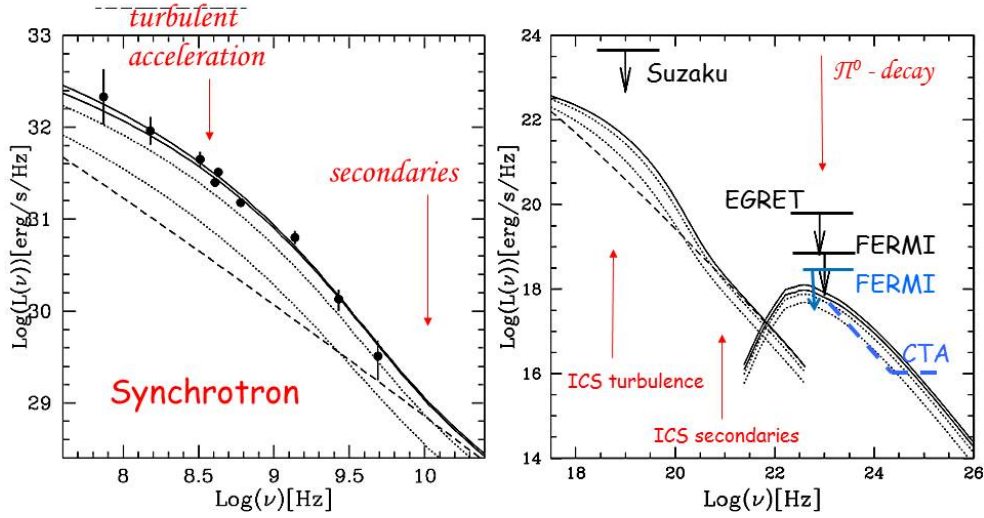 turbulent
acceleration
secondaries
Synchrotron
33
32
31
30
29
8
8.5
9
9.5
10
Log(ν)[Hz]
Log(L(ν))[erg/s/Hz]
Suzaku
π⁰ - decay
EGRET
FERMI
FERMI
CTA
ICS turbulence
ICS secondaries
24
22
20
18
16
14
20
22
24
26
Log(ν)[Hz]
Log(L(ν))[erg/s/Hz]